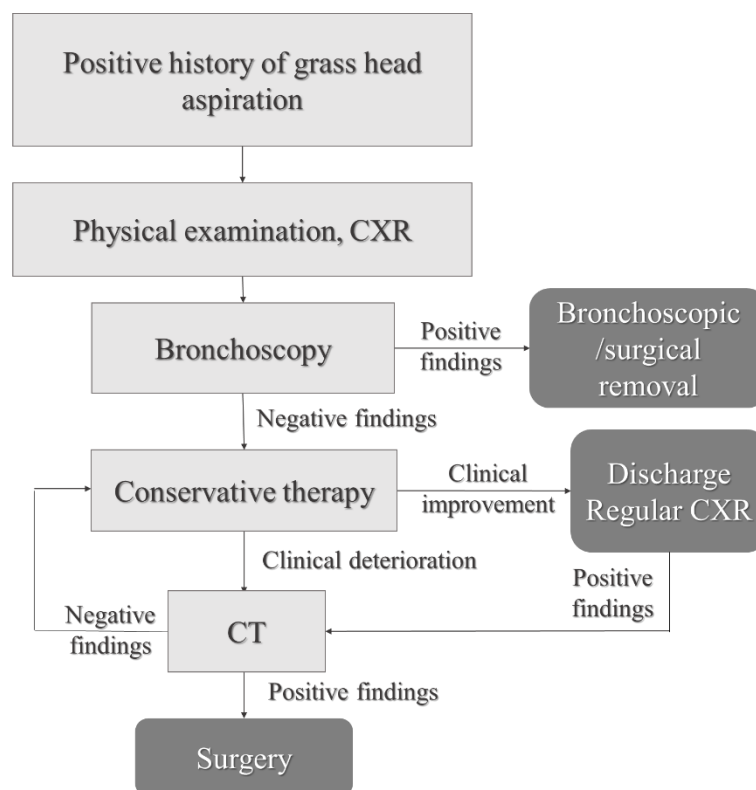 Positive history of grass head
aspiration
Physical examination, CXR
Bronchoscopy
Positive
findings
Bronchoscopic
/surgical
removal
Negative findings
Conservative therapy
Clinical
improvement
Discharge
Regular CXR
Clinical deterioration
Positive
findings
Negative
findings
CT
Positive findings
Surgery